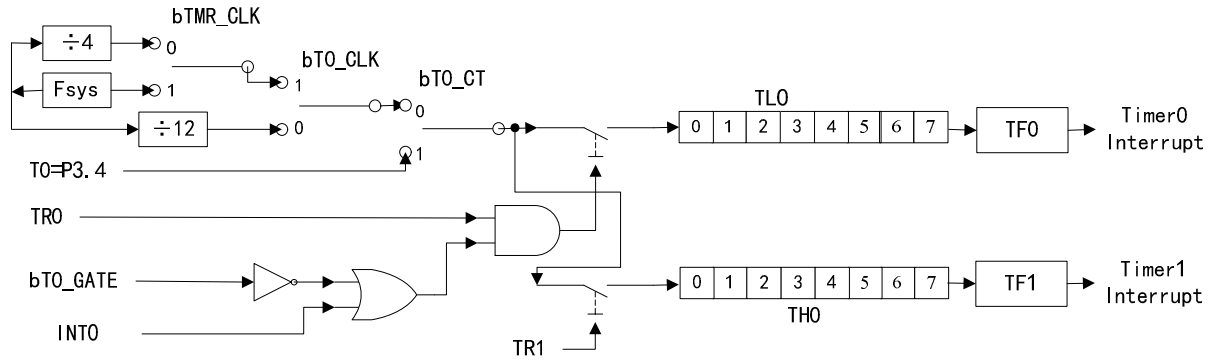 bTMR_CLK
÷4
0
bT0_CLK
bT0_CT
Fsys
1
1
0
÷12
0
1
T0=P3.4
TL0
0 1 2 3 4 5 6 7
TF0
Timer0
Interrupt
TR0
bT0_GATE
INT0
TR1
0 1 2 3 4 5 6 7
TH0
TF1
Timer1
Interrupt